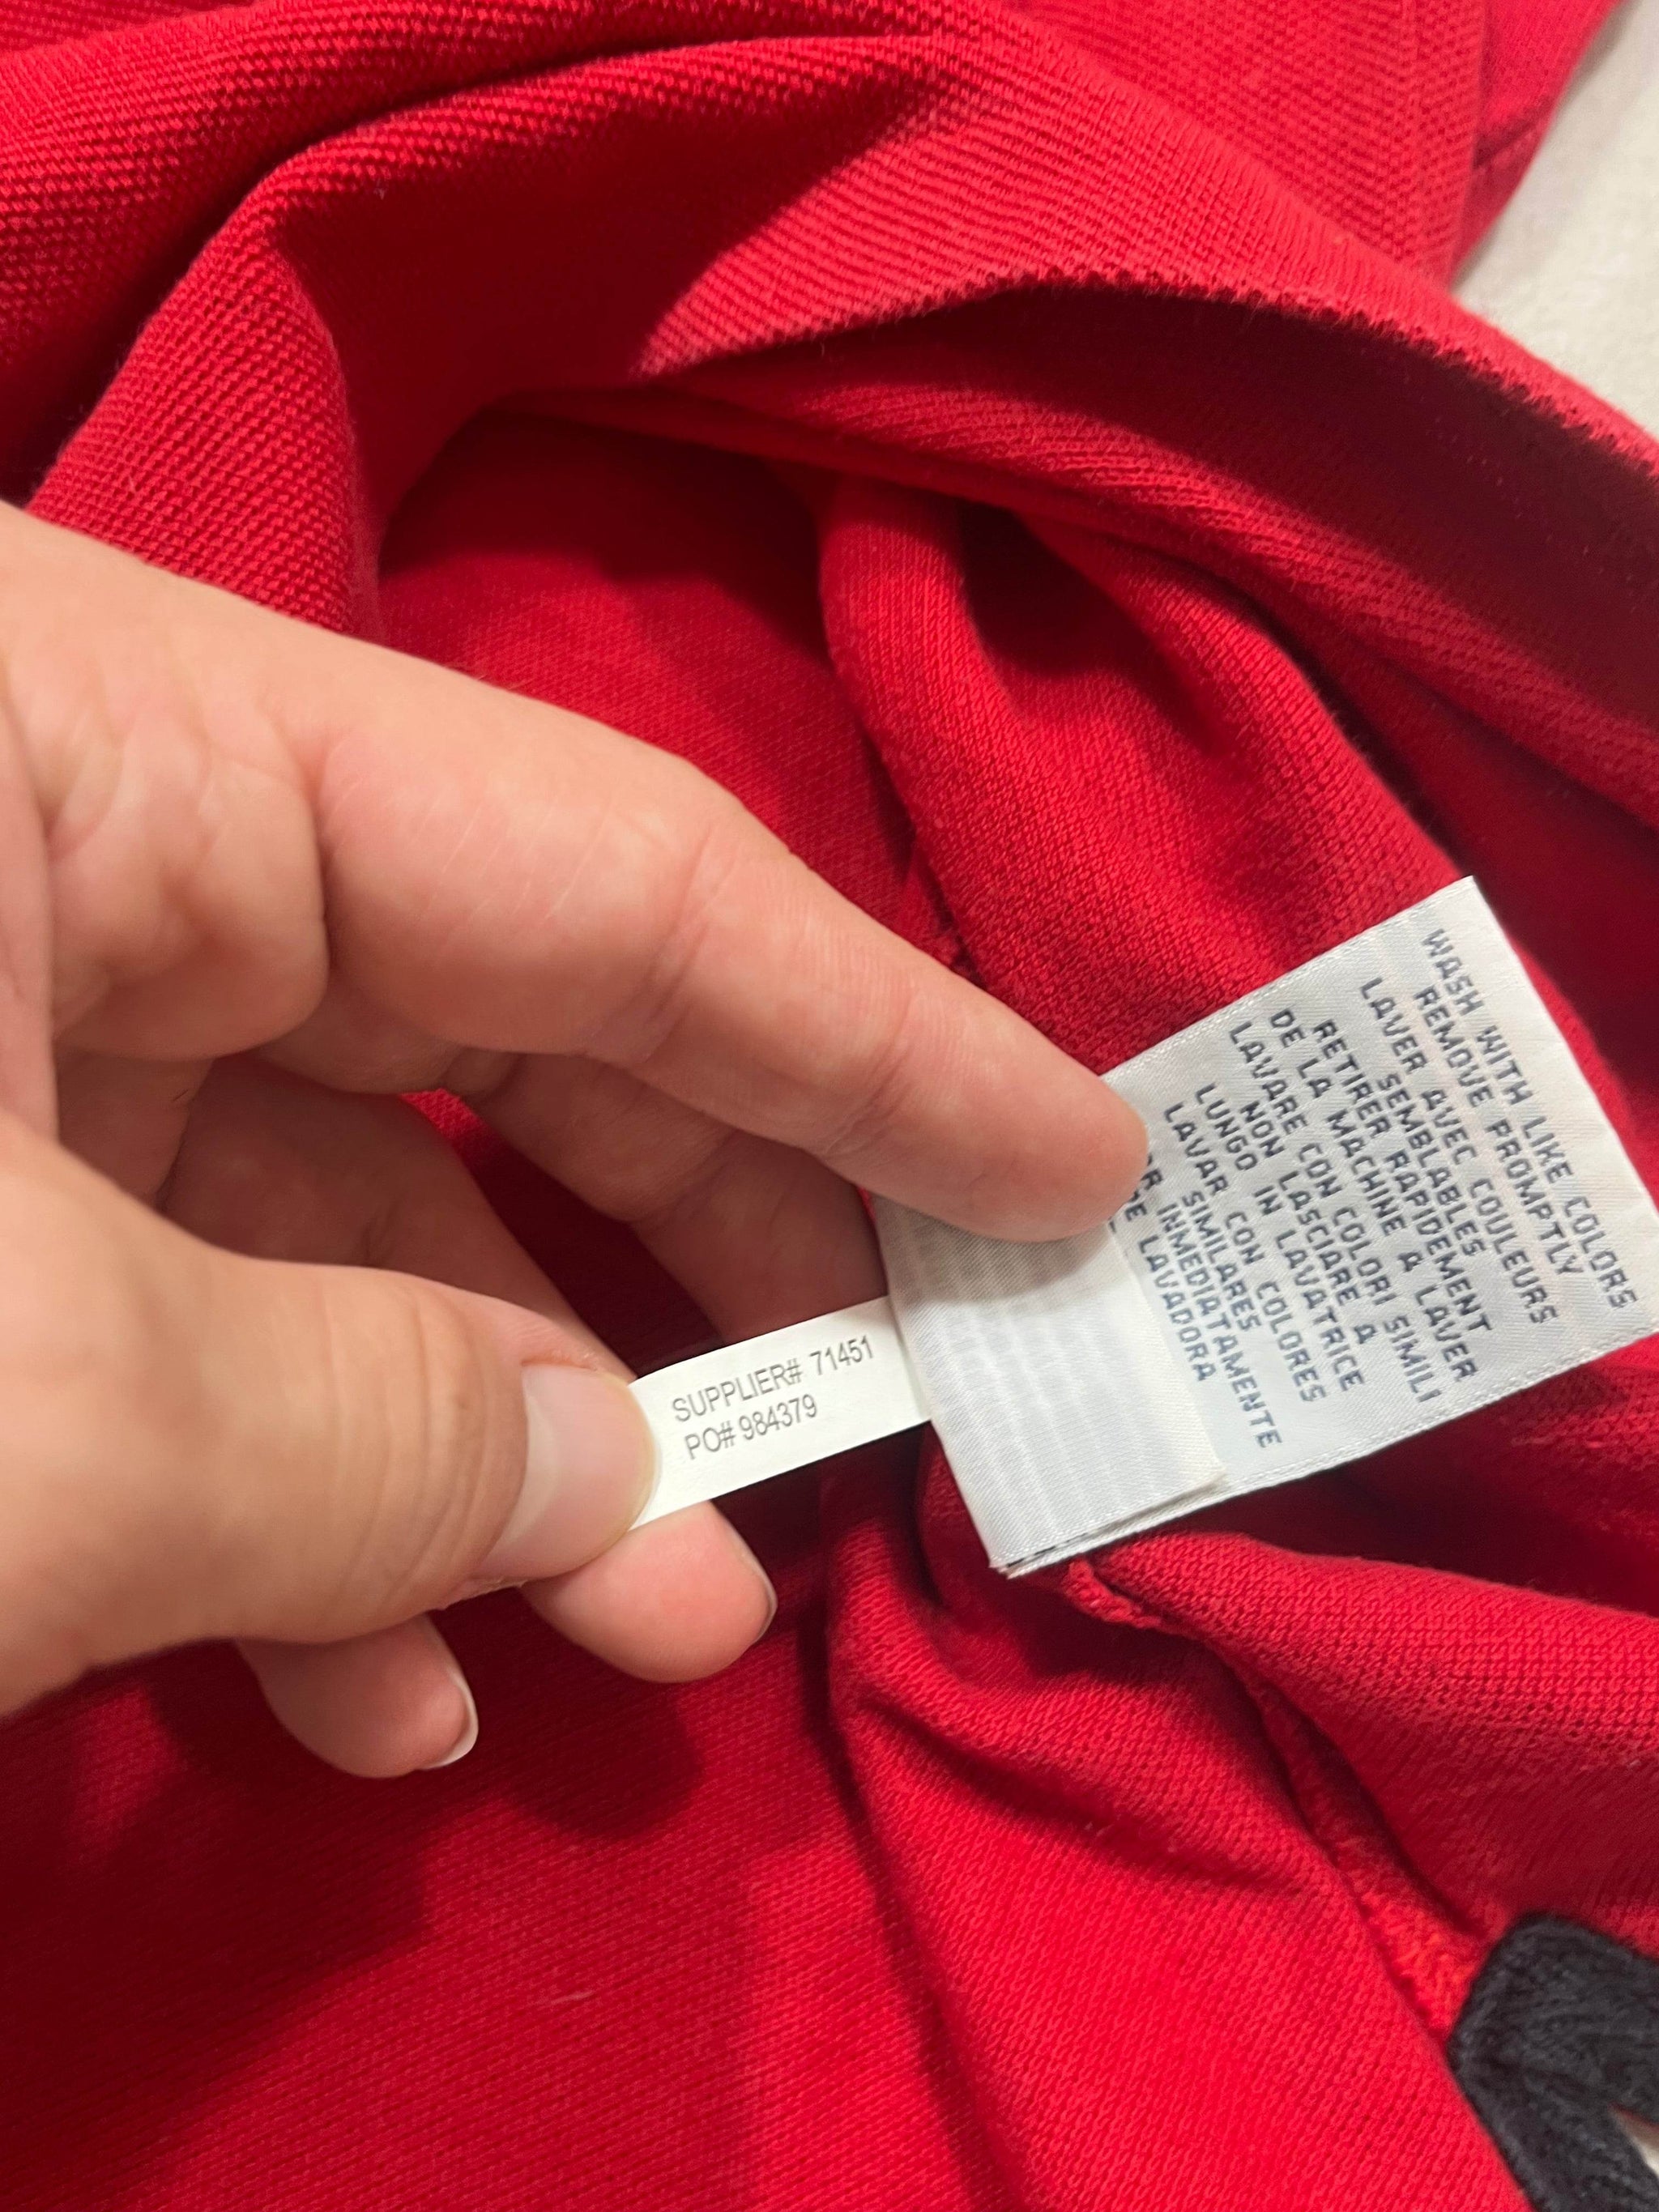 WASH WITH LIKE COLORS
REMOVE PROMPTLY
LAVER AVEC COULEURS
SEMBLABLES
RETIRER RAPIDEMENT
DE LA MACHINE A LAVER
LAVARE CON COLORI SIMILI
NON LASCIARE A
LUNGO IN LAVATRICE
LAVAR CON COLORES
SIMILARES
INMEDIATAMENTE
LAVADORA
SUPPLIER# 71451
PO# 984379